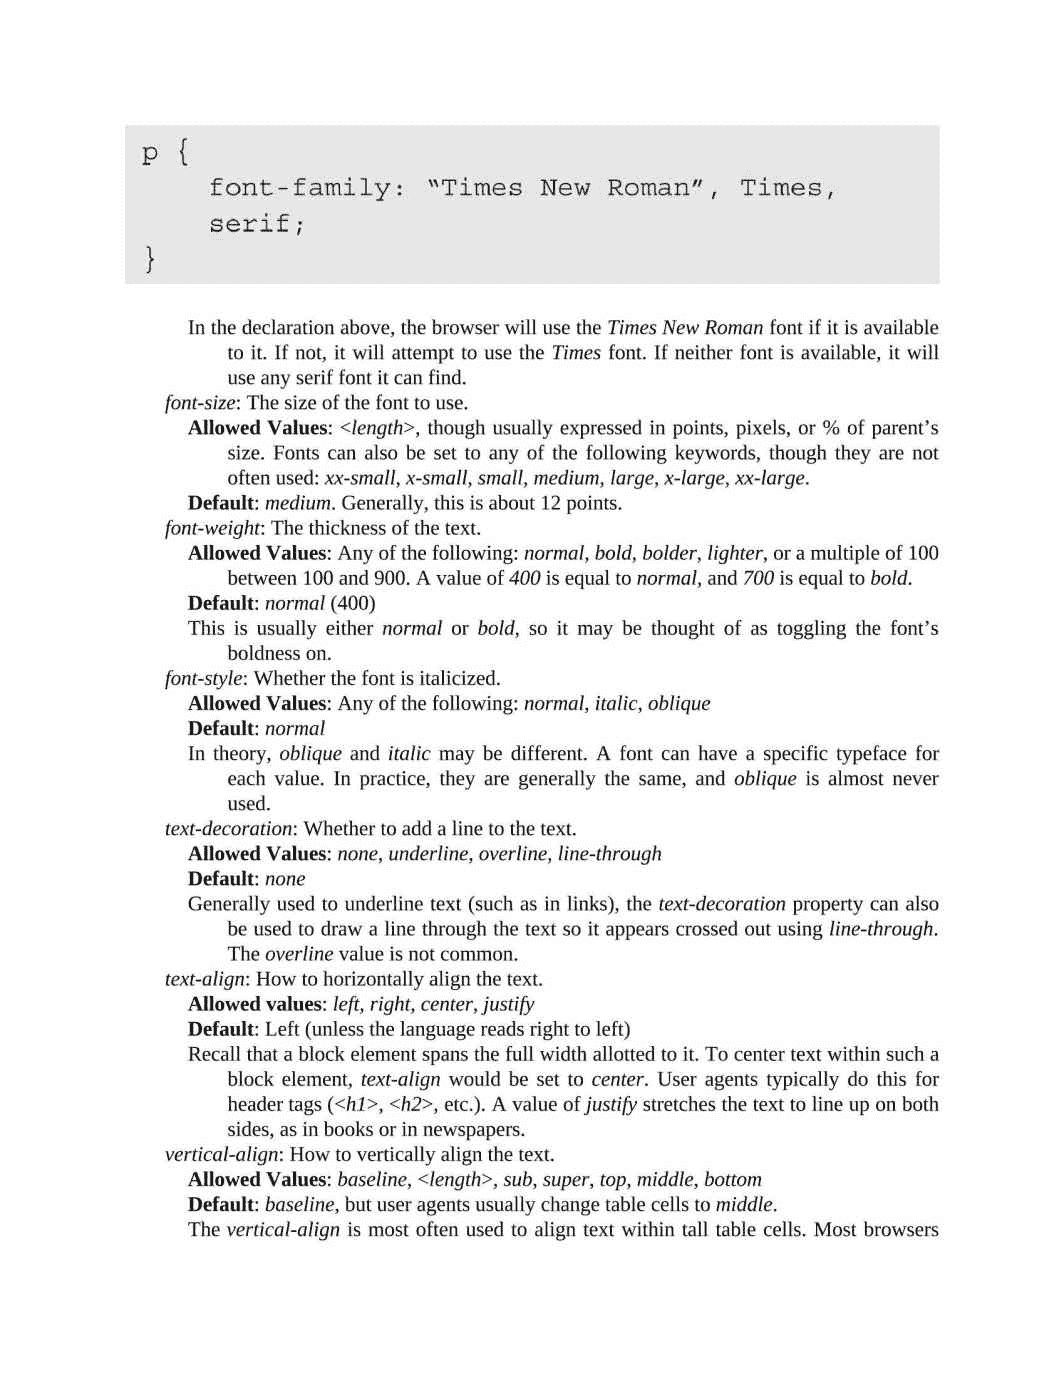 p {
font-family: “Times New Roman”, Times,
serif;
}
In the declaration above, the browser will use the Times New Roman font if it is available
to it. If not, it will attempt to use the Times font. If neither font is available, it will
use any serif font it can find.
font-size: The size of the font to use.
Allowed Values: <length>, though usually expressed in points, pixels, or % of parent’s
size. Fonts can also be set to any of the following keywords, though they are not
often used: xx-small, x-small, small, medium, large, x-large, xx-large.
Default: medium. Generally, this is about 12 points.
font-weight: The thickness of the text.
Allowed Values: Any of the following: normal, bold, bolder, lighter, or a multiple of 100
between 100 and 900. A value of 400 is equal to normal, and 700 is equal to bold.
Default: normal (400)
This is usually either normal or bold, so it may be thought of as toggling the font’s
boldness on.
font-style: Whether the font is italicized.
Allowed Values: Any of the following: normal, italic, oblique
Default: normal
In theory, oblique and italic may be different. A font can have a specific typeface for
each value. In practice, they are generally the same, and oblique is almost never
used.
text-decoration: Whether to add a line to the text.
Allowed Values: none, underline, overline, line-through
Default: none
Generally used to underline text (such as in links), the text-decoration property can also
be used to draw a line through the text so it appears crossed out using line-through.
The overline value is not common.
text-align: How to horizontally align the text.
Allowed values: left, right, center, justify
Default: Left (unless the language reads right to left)
Recall that a block element spans the full width allotted to it. To center text within such a
block element, text-align would be set to center. User agents typically do this for
header tags (<h1>, <h2>, etc.). A value of justify stretches the text to line up on both
sides, as in books or in newspapers.
vertical-align: How to vertically align the text.
Allowed Values: baseline, <length>, sub, super, top, middle, bottom
Default: baseline, but user agents usually change table cells to middle.
The vertical-align is most often used to align text within tall table cells. Most browsers